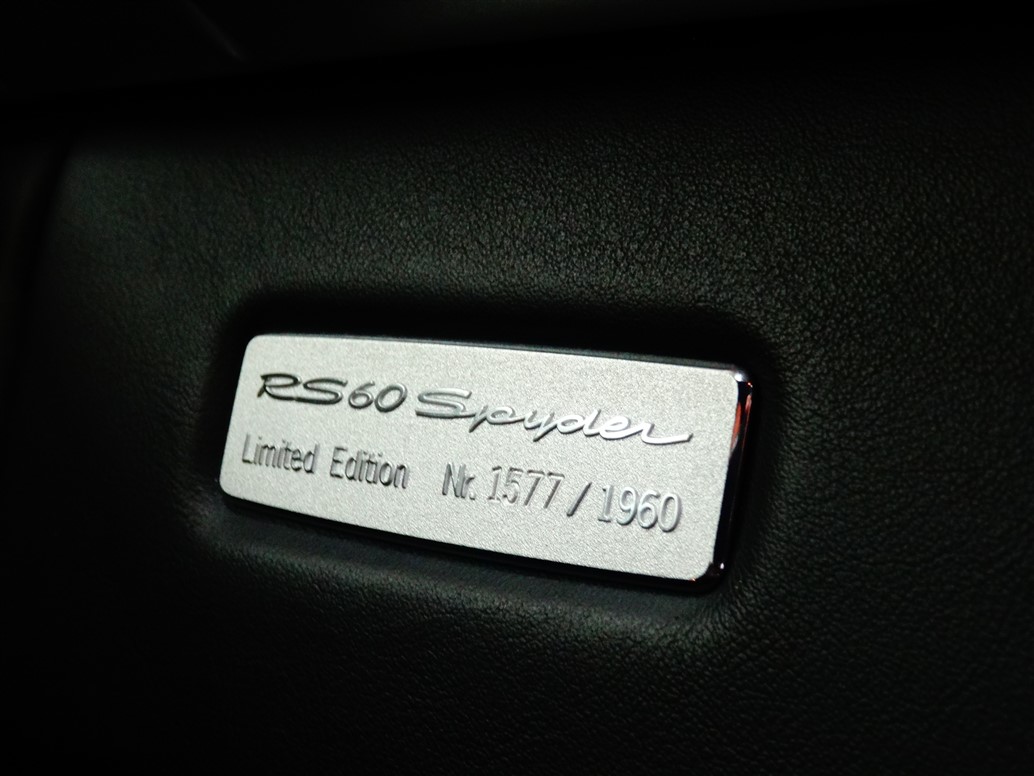 RS60 Spyder
Limited Edition Nr. 1577 / 1960